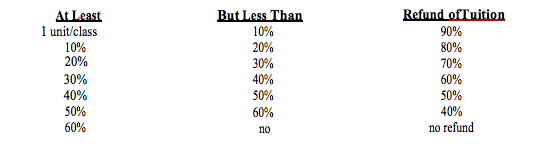 At Least But Less Than Refund ofTuition
1 unit/class 10% 90%
10% 20% 80%
20% 30% 70%
30% 40% 60%
40% 50% 50%
50% 60% 40%
60% no no refund